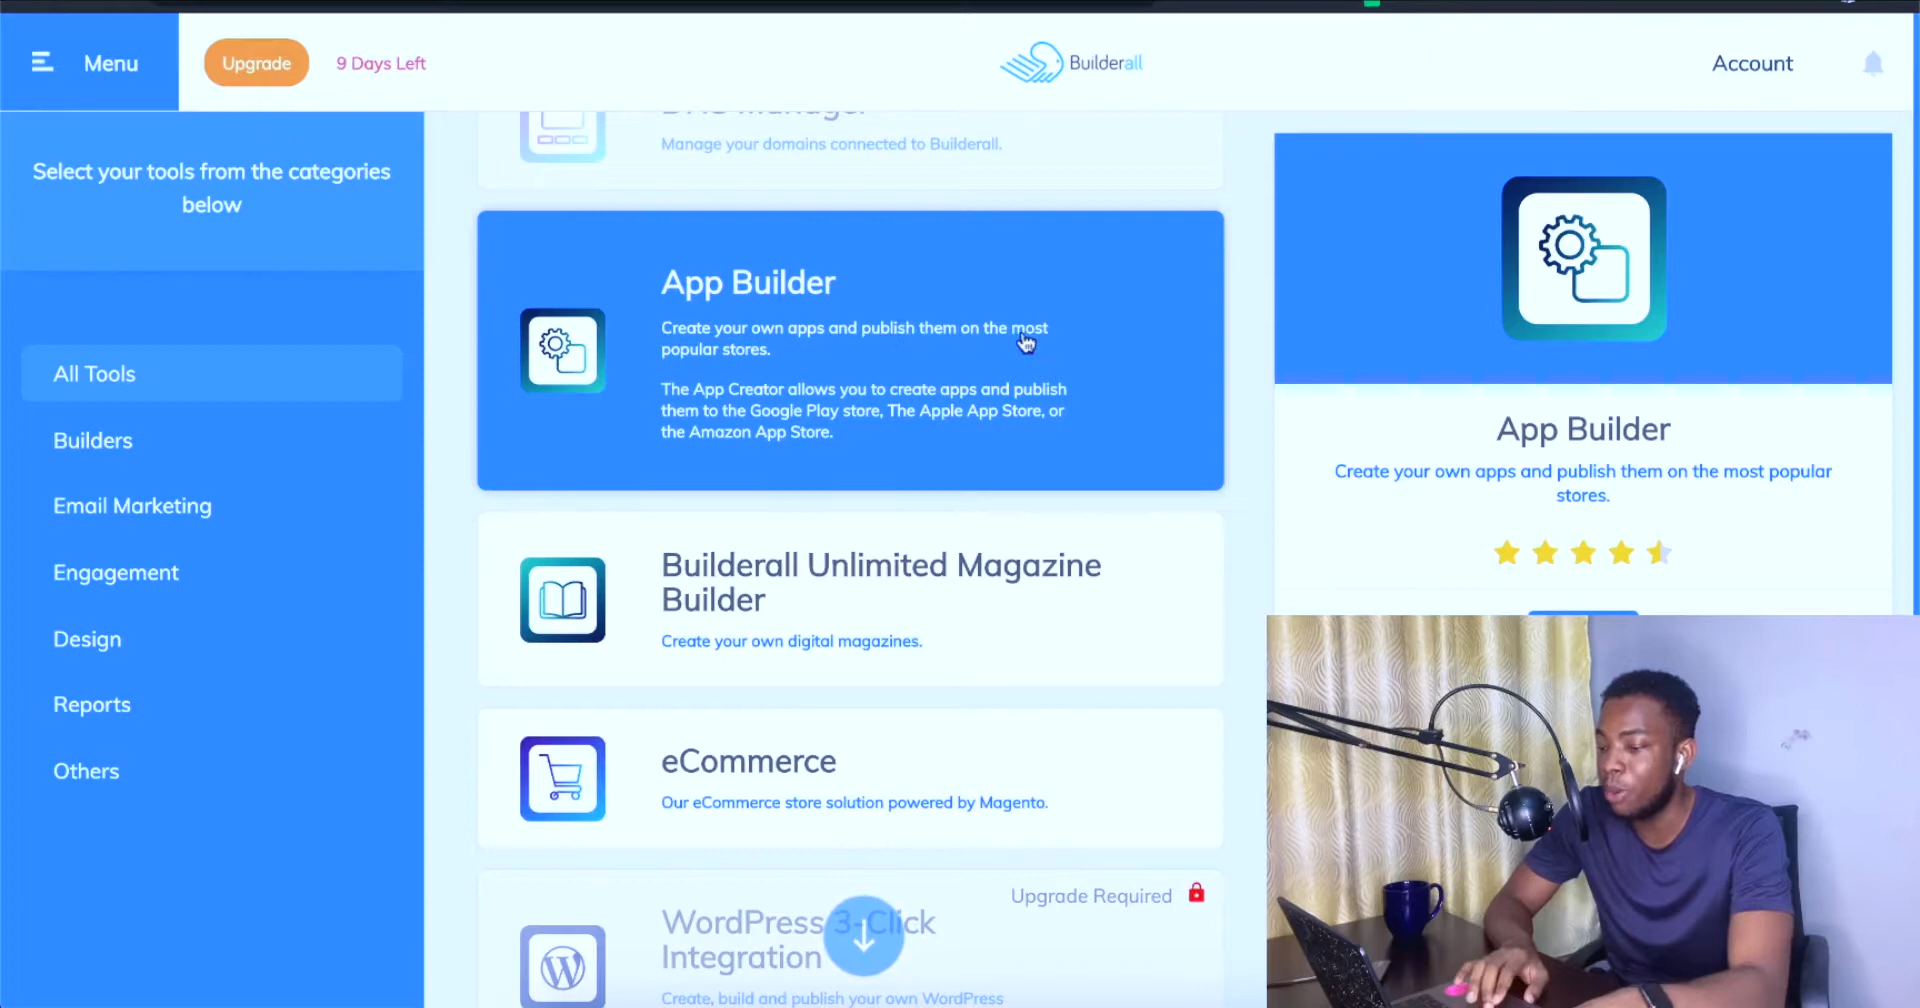 Menu
Upgrade
9 Days Left
Builderall
Account
Select your tools from the categories
below
All Tools
Builders
Email Marketing
Engagement
Design
Reports
Others
DNS Manager
Manage your domains connected to Builderall.
App Builder
Create your own apps and publish them on the most
popular stores.
The App Creator allows you to create apps and publish
them to the Google Play store, The Apple App Store, or
the Amazon App Store.
Builderall Unlimited Magazine
Builder
Create your own digital magazines.
eCommerce
Our eCommerce store solution powered by Magento.
Upgrade Required
WordPress 3-Click
Integration
Create, build and publish your own WordPress
App Builder
Create your own apps and publish them on the most popular
stores.